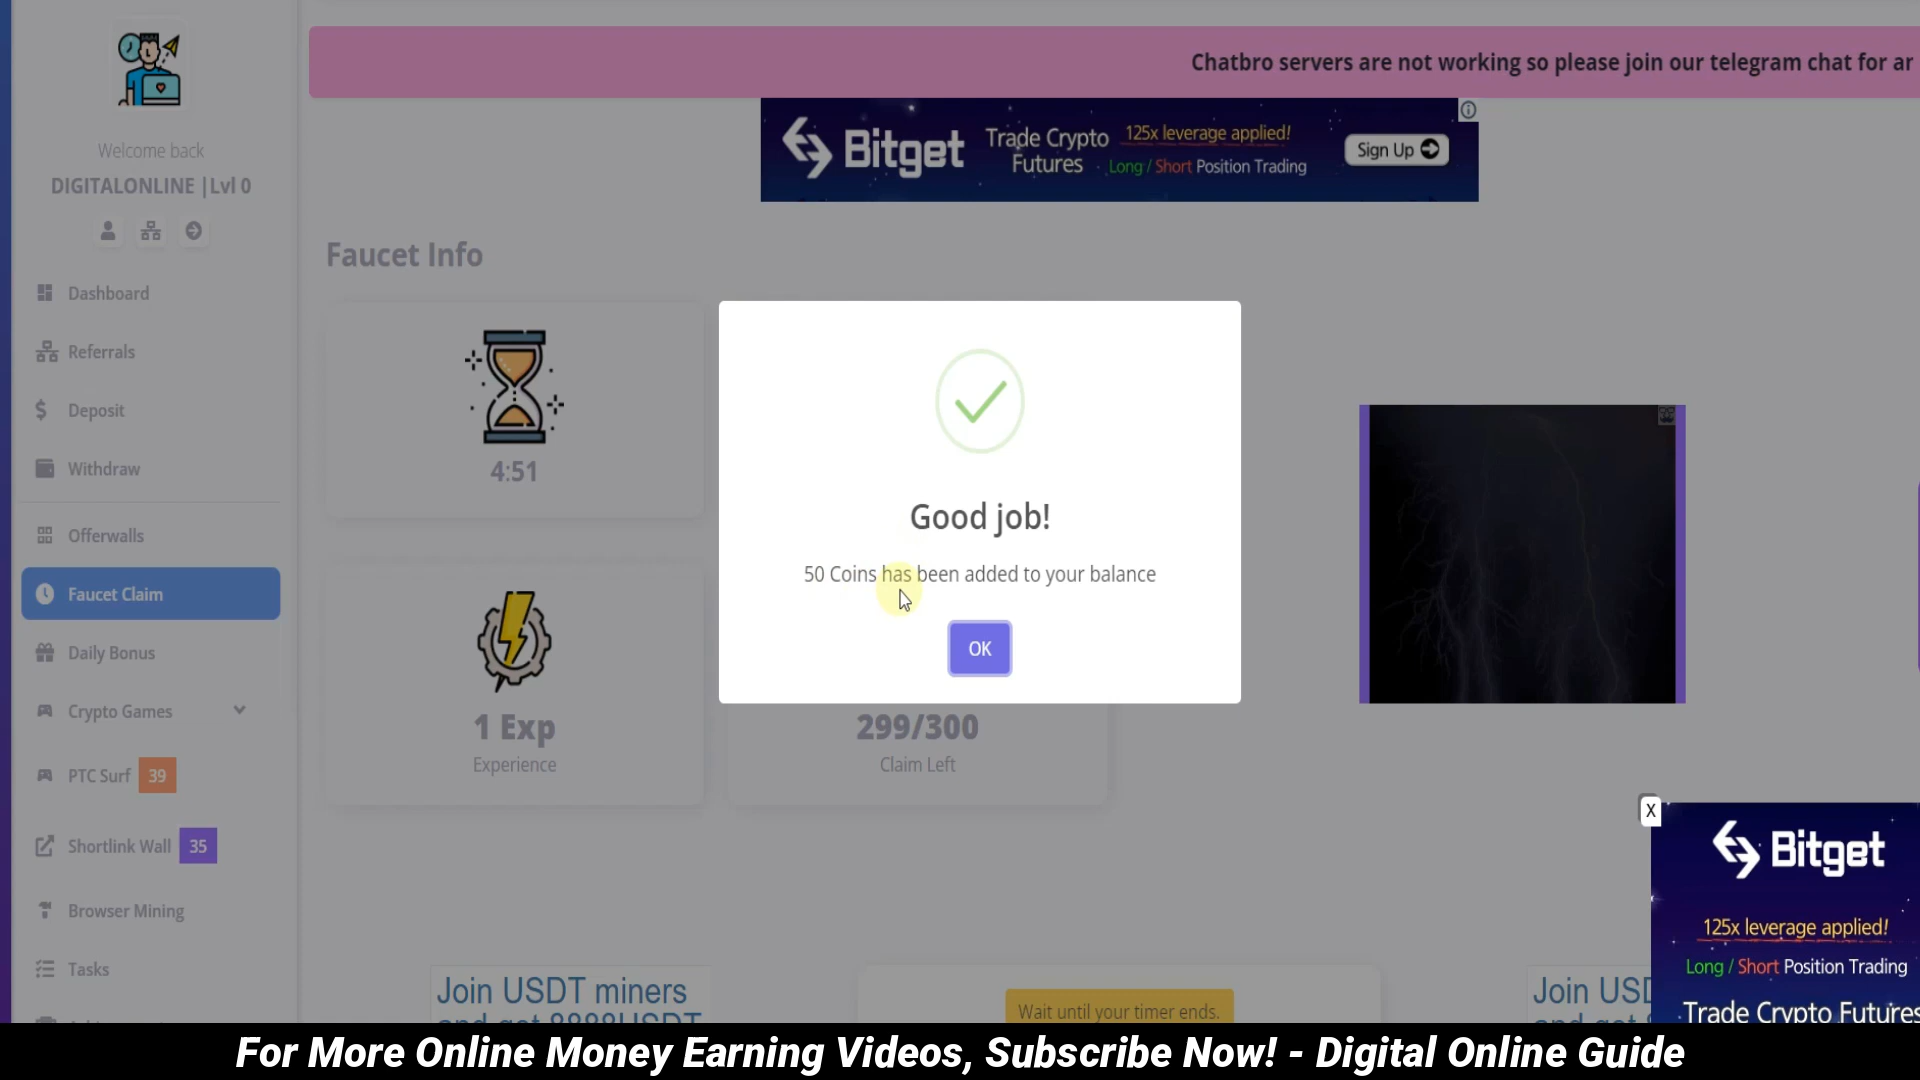 Chatbro servers are not working so please join our telegram chat for ar
Bitget
Trade Crypto
Futures
125x leverage applied!
Long / Short Position Trading
Sign Up
Welcome back
DIGITALONLINE |Lvl 0
Dashboard
Referrals
Deposit
Withdraw
Offerwalls
Faucet Claim
Daily Bonus
Crypto Games
PTC Surf 39
Shortlink Wall 35
Browser Mining
Tasks
Faucet Info
4:51
1 Exp
Experience
299/300
Claim Left
Good job!
50 Coins has been added to your balance
OK
X
Bitget
125x leverage applied!
Long / Short Position Trading
Trade Crypto Futures
Join USDT miners
and get 8888USDT
Wait until your timer ends.
Join USD
and get
For More Online Money Earning Videos, Subscribe Now! - Digital Online Guide